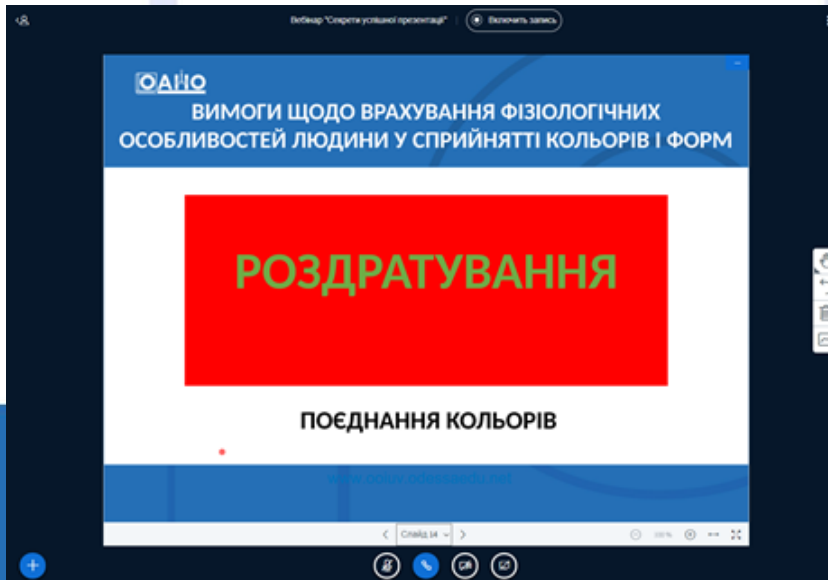 Вебінар "Секрети успішної презентації"
Включить запись
ВИМОГИ ЩОДО ВРАХУВАННЯ ФІЗІОЛОГІЧНИХ
ОСОБЛИВОСТЕЙ ЛЮДИНИ У СПРИЙНЯТТІ КОЛЬОРІВ І ФОРМ
РОЗДРАТУВАННЯ
ПОЄДНАННЯ КОЛЬОРІВ
Слайд 14
100%